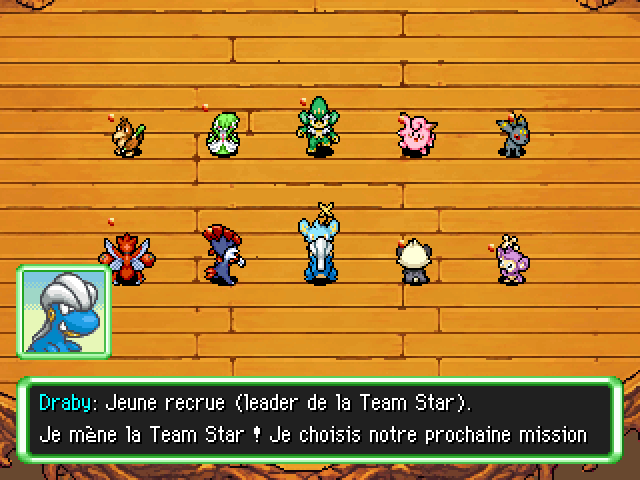 Draby: Jeune recrue (leader de la Team Star).
Je mène la Team Star ! Je choisis notre prochaine mission